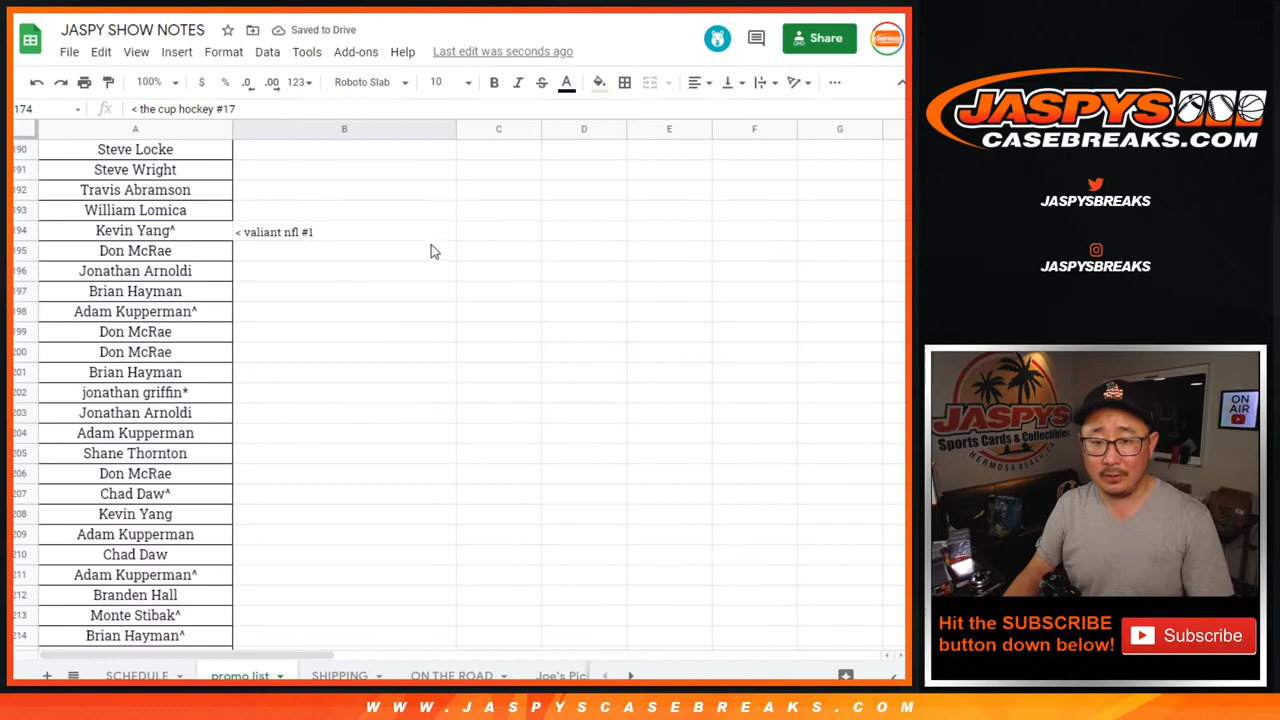 JASPY SHOW NOTES
Saved to Drive
File Edit View Insert Format Data Tools Add-ons Help Last edit was seconds ago
Share
100% $ % .0 .00 123 Roboto Slab 10 B I S A
174 fx < the cup hockey #17
A B C D E F G
190 Steve Locke
191 Steve Wright
192 Travis Abramson
193 William Lomica
194 Kevin Yang^ < valiant nfl #1
195 Don McRae
196 Jonathan Arnoldi
197 Brian Hayman
198 Adam Kupperman^
199 Don McRae
200 Don McRae
201 Brian Hayman
202 jonathan griffin*
203 Jonathan Arnoldi
204 Adam Kupperman
205 Shane Thornton
206 Don McRae
207 Chad Daw^
208 Kevin Yang
209 Adam Kupperman
210 Chad Daw
211 Adam Kupperman^
212 Branden Hall
213 Monte Stibak^
214 Brian Hayman^
SCHEDULE promo list SHIPPING ON THE ROAD Joe's Pic
JASPYS
CASEBREAKS.COM
JASPYSBREAKS
JASPYSBREAKS
JASPYS
Sports Cards & Collectibles
HERMOSA BEACH, CA
ON
AIR
Hit the SUBSCRIBE
button down below!
Subscribe
WWW.JASPYSCASEBREAKS.COM